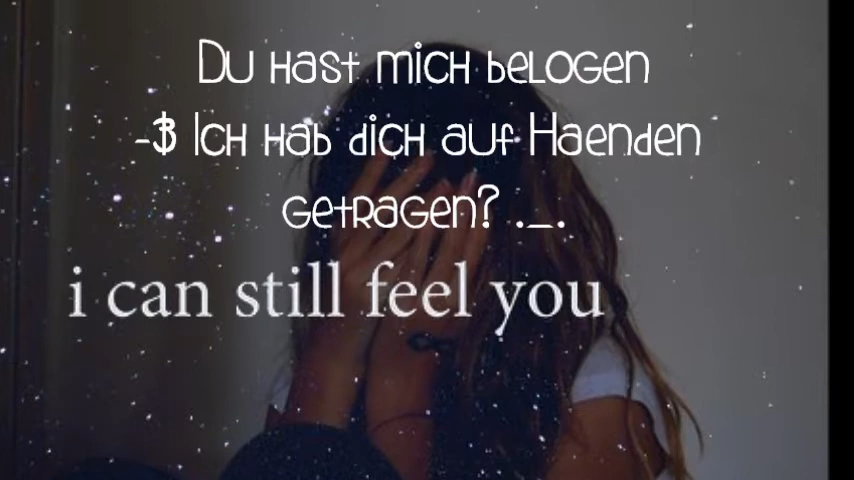 Du hast mich belogen
-$ Ich hab dich auf Haenden
getragen? ._.
i can still feel you